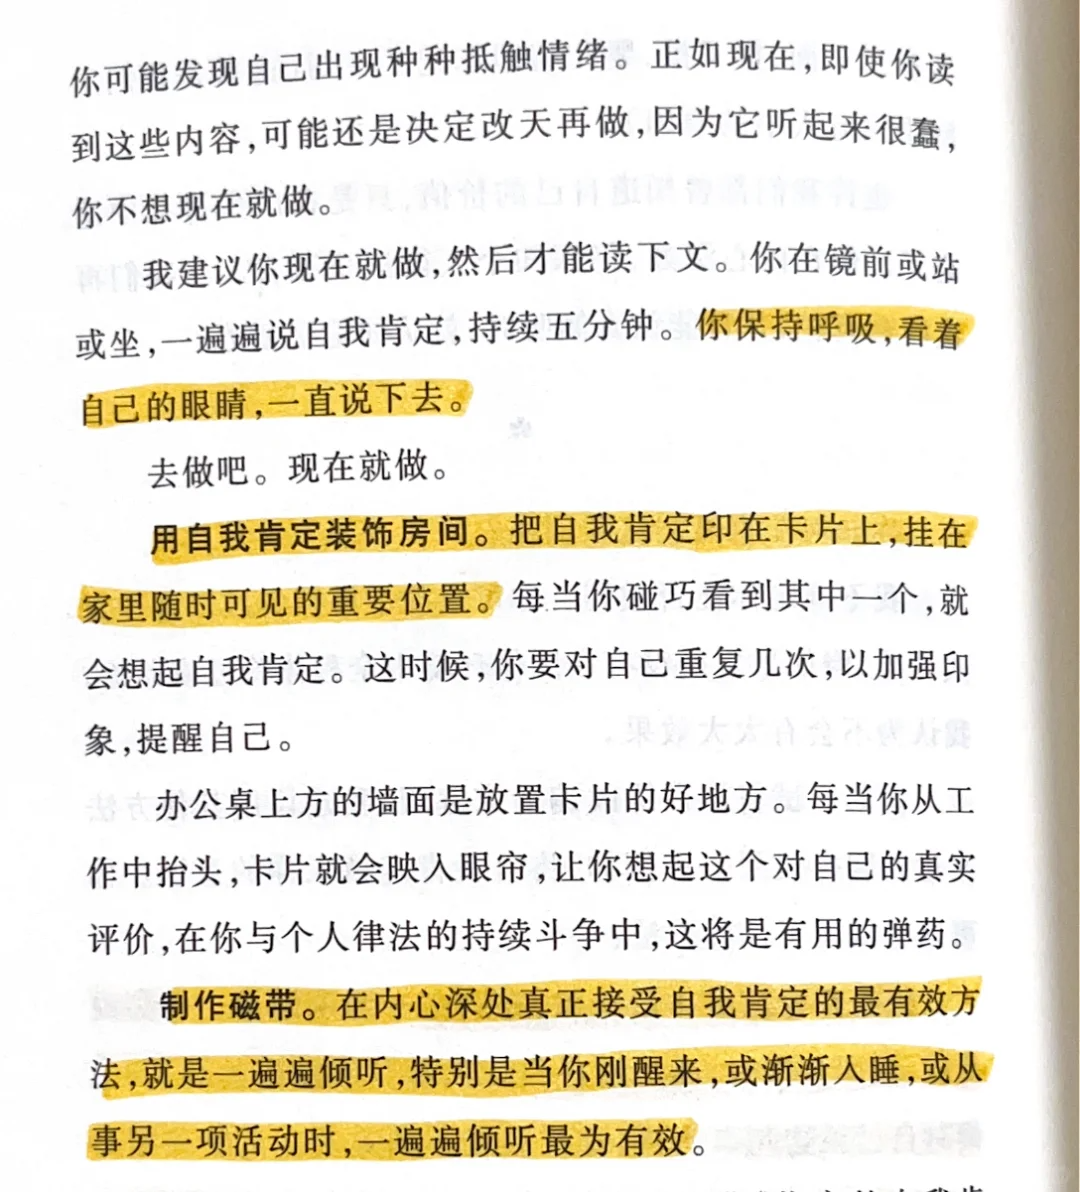 你可能发现自己出现种种抵触情绪。正如现在,即使你读
到这些内容,可能还是决定改天再做,因为它听起来很蠢,
你不想现在就做。
我建议你现在就做,然后才能读下文。你在镜前或站
或坐,一遍遍说自我肯定,持续五分钟。你保持呼吸,看着
自己的眼睛,一直说下去。
去做吧。现在就做。
用自我肯定装饰房间。把自我肯定印在卡片上,挂在
家里随时可见的重要位置。每当你碰巧看到其中一个,就
会想起自我肯定。这时候,你要对自己重复几次,以加强印
象,提醒自己。
办公桌上方的墙面是放置卡片的好地方。每当你从工
作中抬头,卡片就会映入眼帘,让你想起这个对自己的真实
评价,在你与个人律法的持续斗争中,这将是有用的弹药。
制作磁带。在内心深处真正接受自我肯定的最有效方
法,就是一遍遍倾听,特别是当你刚醒来,或渐渐入睡,或从
事另一项活动时,一遍遍倾听最为有效。